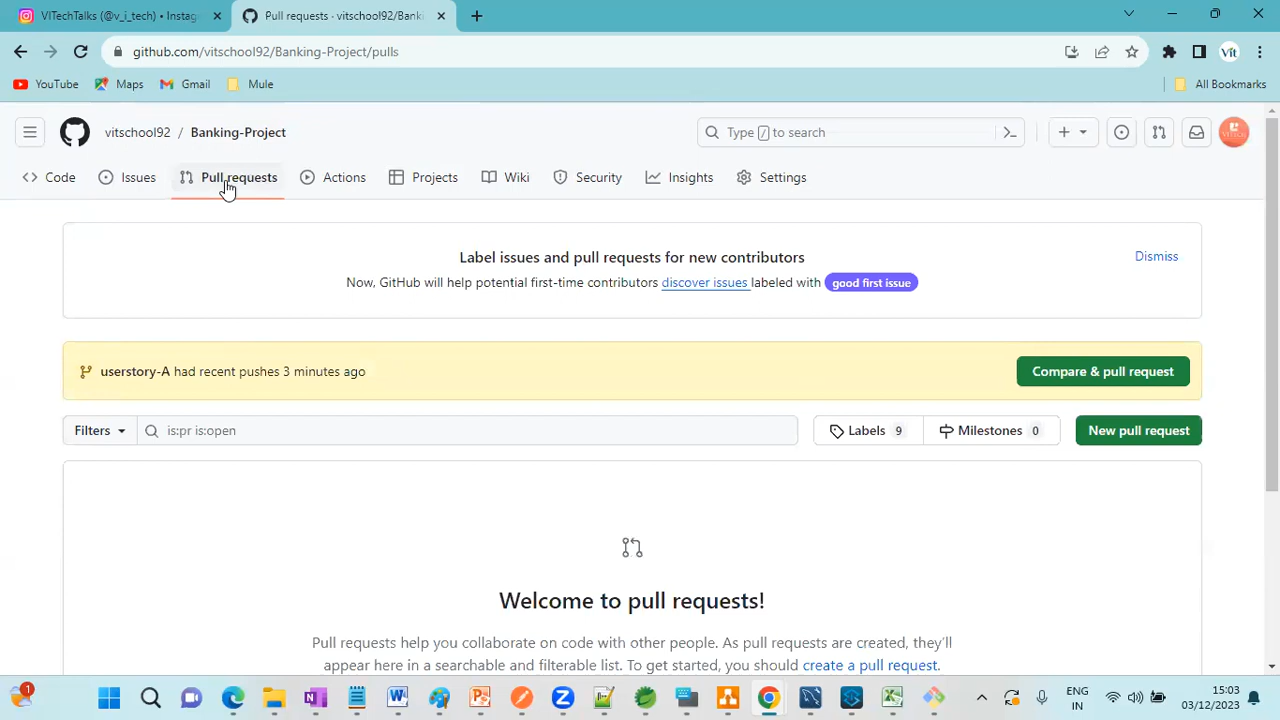 VITechTalks (@v_i_tech) • Instag
Pull requests · vitschool92/Banki
github.com/vitschool92/Banking-Project/pulls
Vit
YouTube
Maps
Gmail
Mule
All Bookmarks
vitschool92 / Banking-Project
Type / to search
Code
Issues
Pull requests
Actions
Projects
Wiki
Security
Insights
Settings
Label issues and pull requests for new contributors
Dismiss
Now, GitHub will help potential first-time contributors discover issues labeled with good first issue
userstory-A had recent pushes 3 minutes ago
Compare & pull request
Filters
is:pr is:open
Labels 9
Milestones 0
New pull request
Welcome to pull requests!
Pull requests help you collaborate on code with other people. As pull requests are created, they'll
appear here in a searchable and filterable list. To get started, you should create a pull request.
1
ENG
IN
15:03
03/12/2023